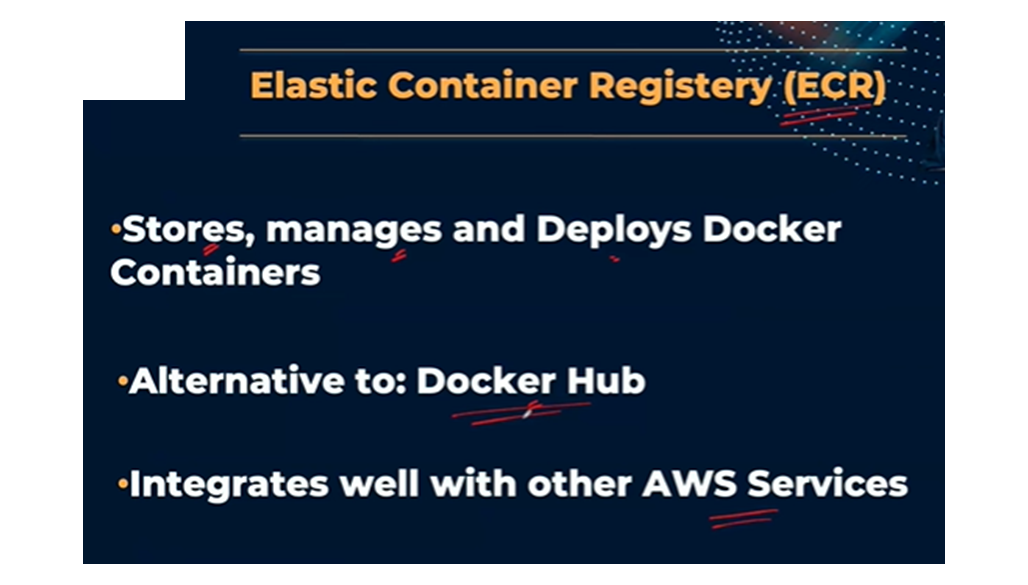 Elastic Container Registery (ECR)
•Stores, manages and Deploys Docker
Containers
•Alternative to: Docker Hub
•Integrates well with other AWS Services